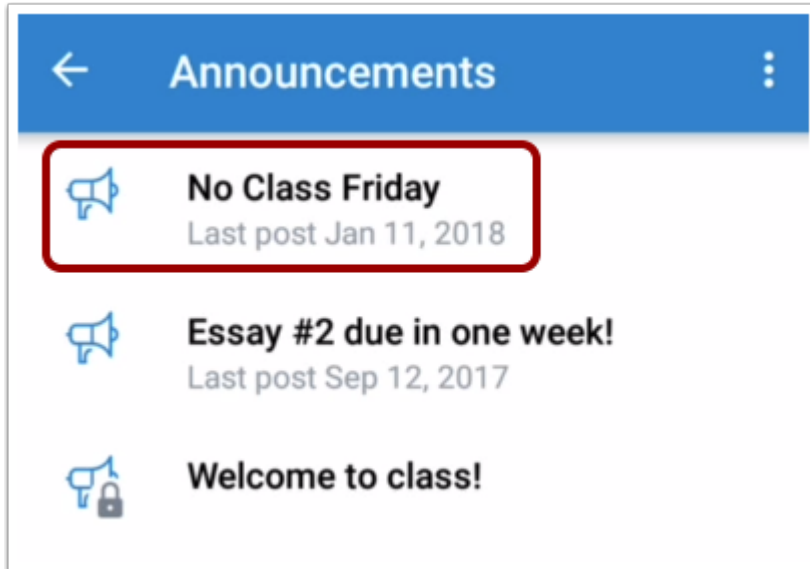 Announcements
No Class Friday
Last post Jan 11, 2018
Essay #2 due in one week!
Last post Sep 12, 2017
Welcome to class!